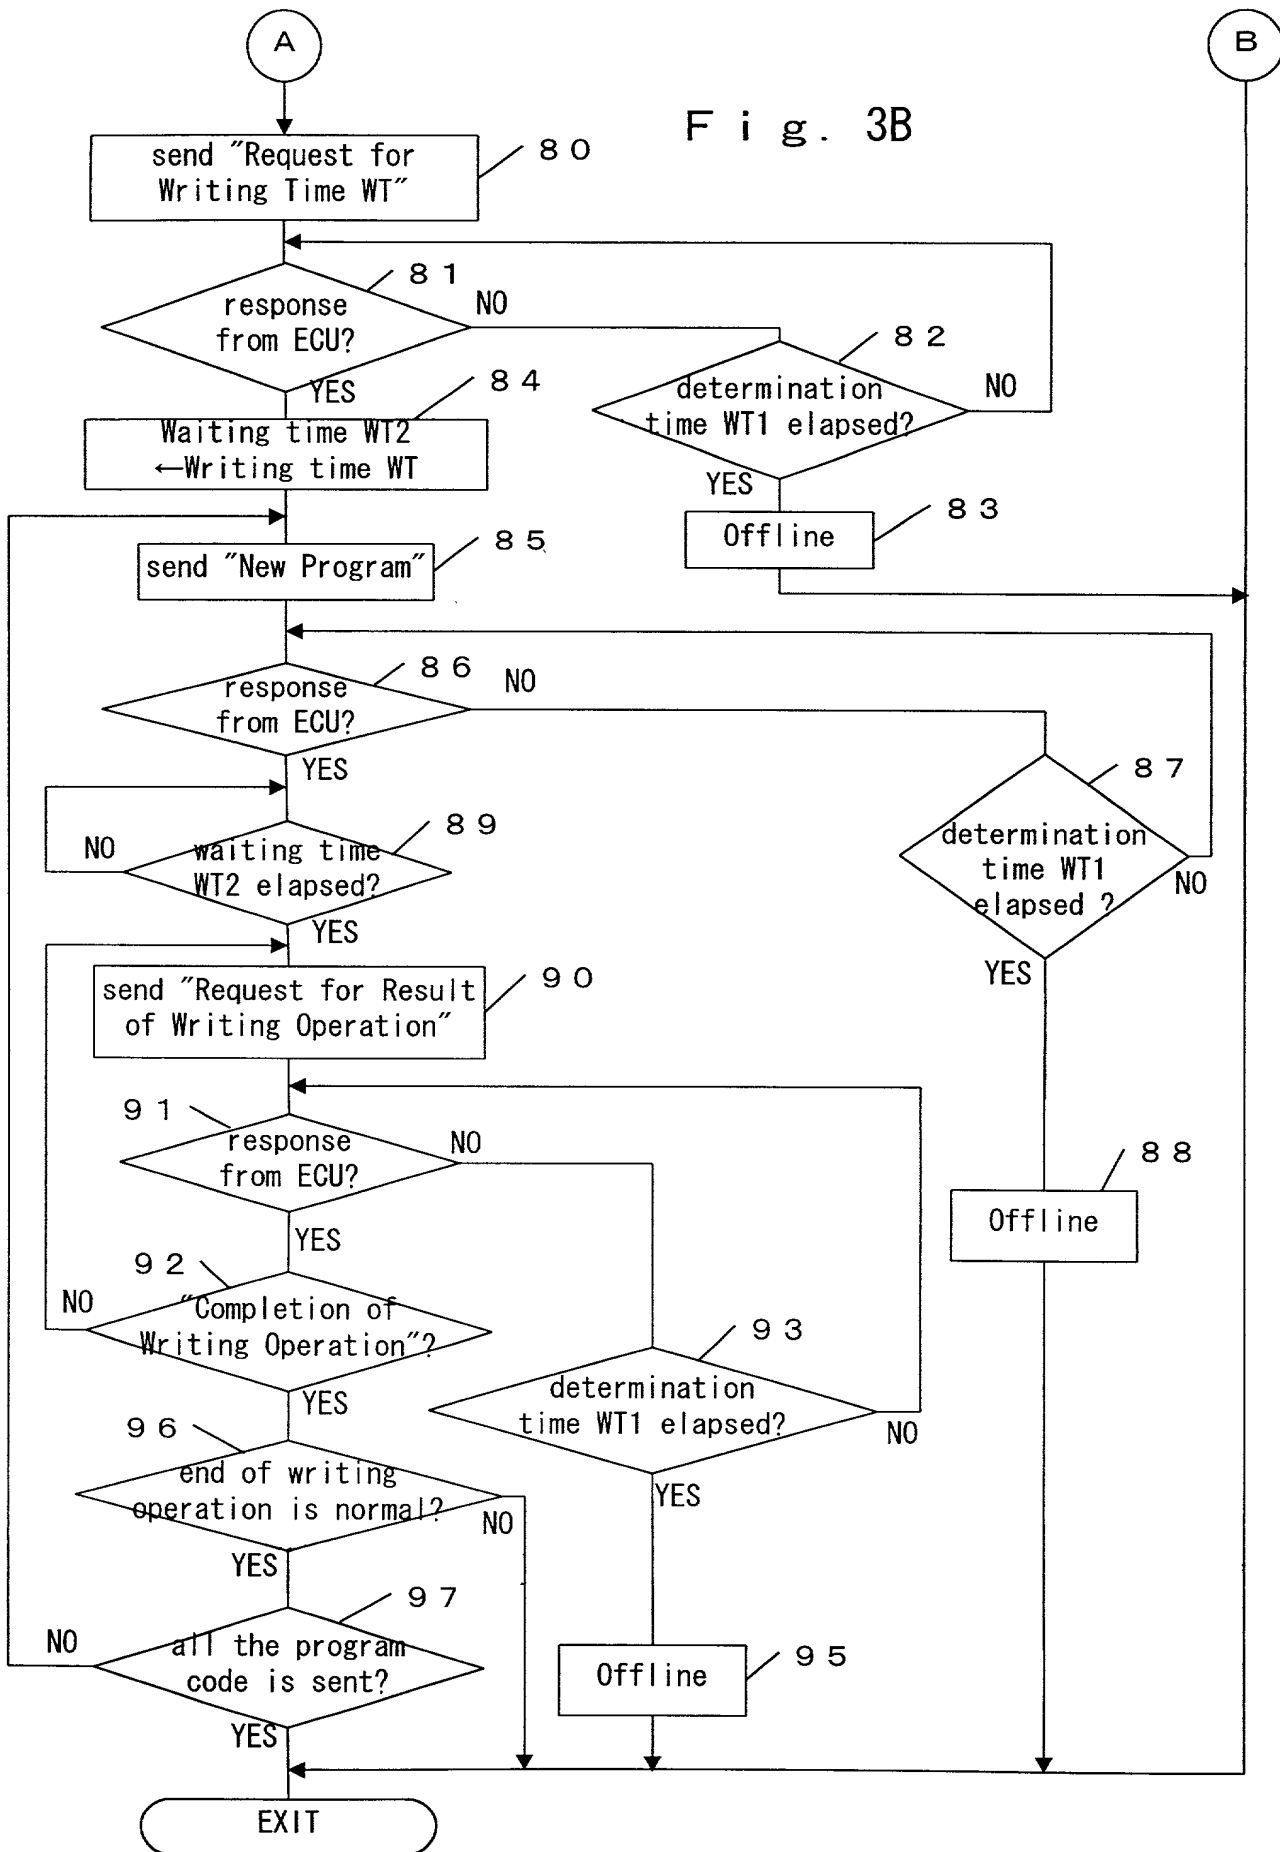 A
B
Fig. 3B
send "Request for
Writing Time WT"
80
response
from ECU?
81
NO
YES
determination
time WT1 elapsed?
82
NO
YES
Offline
83
Waiting time WT2
←Writing time WT
84
send "New Program"
85
response
from ECU?
86
NO
YES
determination
time WT1
elapsed ?
87
NO
YES
Offline
88
waiting time
WT2 elapsed?
89
NO
YES
send "Request for Result
of Writing Operation"
90
response
from ECU?
91
NO
YES
"Completion of
Writing Operation"?
92
NO
YES
determination
time WT1 elapsed?
93
NO
YES
Offline
95
end of writing
operation is normal?
96
NO
YES
all the program
code is sent?
97
NO
YES
EXIT